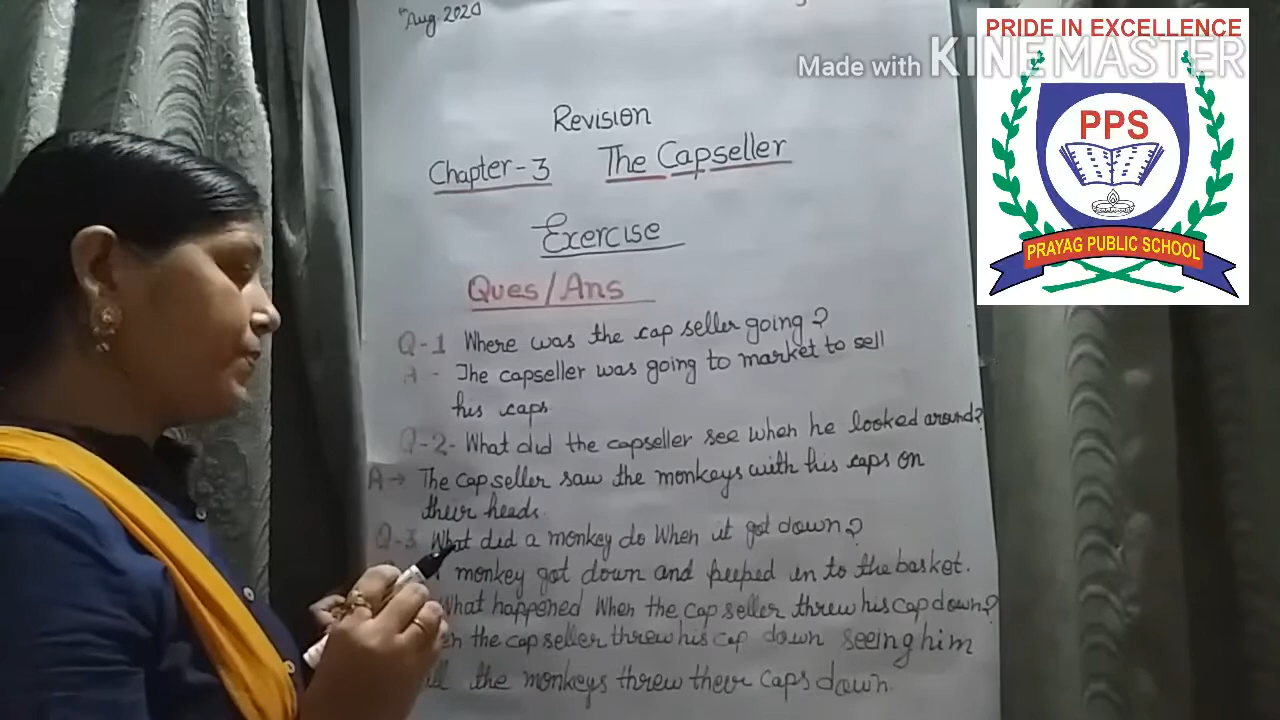 Aug. 2020
PRIDE IN EXCELLENCE
Made with KINEMASTER
PPS
PRAYAG PUBLIC SCHOOL
Revision
Chapter-3 The Capseller
Exercise
Ques/Ans
Q-1 Where was the cap seller going?
A - The capseller was going to market to sell
his caps
Q-2- What did the capseller see when he looked around?
A → The capseller saw the monkeys with his caps on
their heads.
Q-3 What did a monkey do When it got down?
monkey got down and peeped in to the basket.
What happened When the cap seller threw his cap down?
en the capseller threw his cap down seeing him
ll the monkeys threw their caps down.